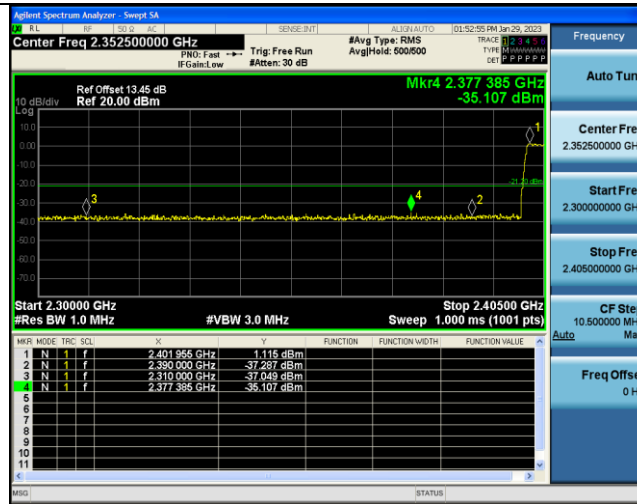 Agilent Spectrum Analyzer - Swept SA
RL RF 50 Ω AC SENSE:INT ALIGN AUTO 01:52:55 PM Jan 29, 2023
Center Freq 2.352500000 GHz
PNO: Fast
IFGain:Low
Trig: Free Run
#Atten: 30 dB
#Avg Type: RMS
Avg|Hold: 500/500
TRACE 1 2 3 4 5 6
TYPE M
DET P P P P P P
Frequency
Ref Offset 13.45 dB
Ref 20.00 dBm
10 dB/div
Log
Mkr4 2.377 385 GHz
-35.107 dBm
10.0
0.00
-10.0
-20.0
-30.0
-40.0
-50.0
-60.0
-70.0
1
2
3
4
Start 2.30000 GHz
#Res BW 1.0 MHz
#VBW 3.0 MHz
Stop 2.40500 GHz
Sweep 1.000 ms (1001 pts)
MKR MODE TRC SCL X Y FUNCTION FUNCTION WIDTH FUNCTION VALUE
1 N 1 f 2.401 955 GHz 1.115 dBm
2 N 1 f 2.390 000 GHz -37.287 dBm
3 N 1 f 2.310 000 GHz -37.049 dBm
4 N 1 f 2.377 385 GHz -35.107 dBm
5
6
7
8
9
10
11
MSG STATUS
Auto Tun
Center Fre
2.352500000 GH
Start Fre
2.300000000 GH
Stop Fre
2.405000000 GH
CF Ste
10.500000 MH
Auto Ma
Freq Offse
0 H